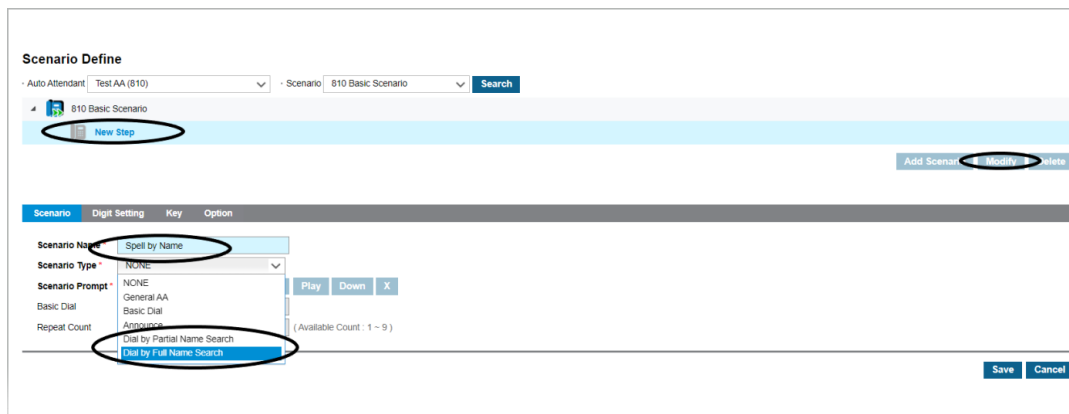 Scenario Define
· Auto Attendant Test AA (810) · Scenario 810 Basic Scenario Search
810 Basic Scenario
New Step
Add Scenario Modify Delete
Scenario Digit Setting Key Option
Scenario Name * Spell by Name
Scenario Type * NONE
Scenario Prompt * NONE Play Down X
General AA
Basic Dial Basic Dial
Repeat Count Announce ( Available Count : 1 ~ 9 )
Dial by Partial Name Search
Dial by Full Name Search
Save Cancel